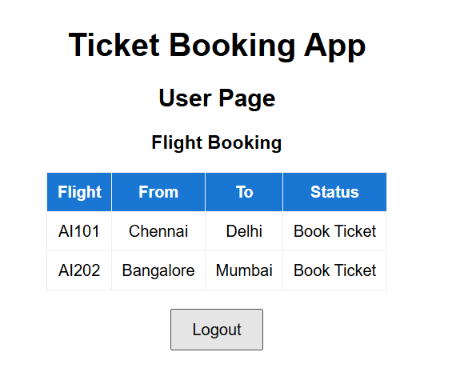 Ticket Booking App
User Page
Flight Booking
Flight From To Status
AI101 Chennai Delhi Book Ticket
AI202 Bangalore Mumbai Book Ticket
Logout